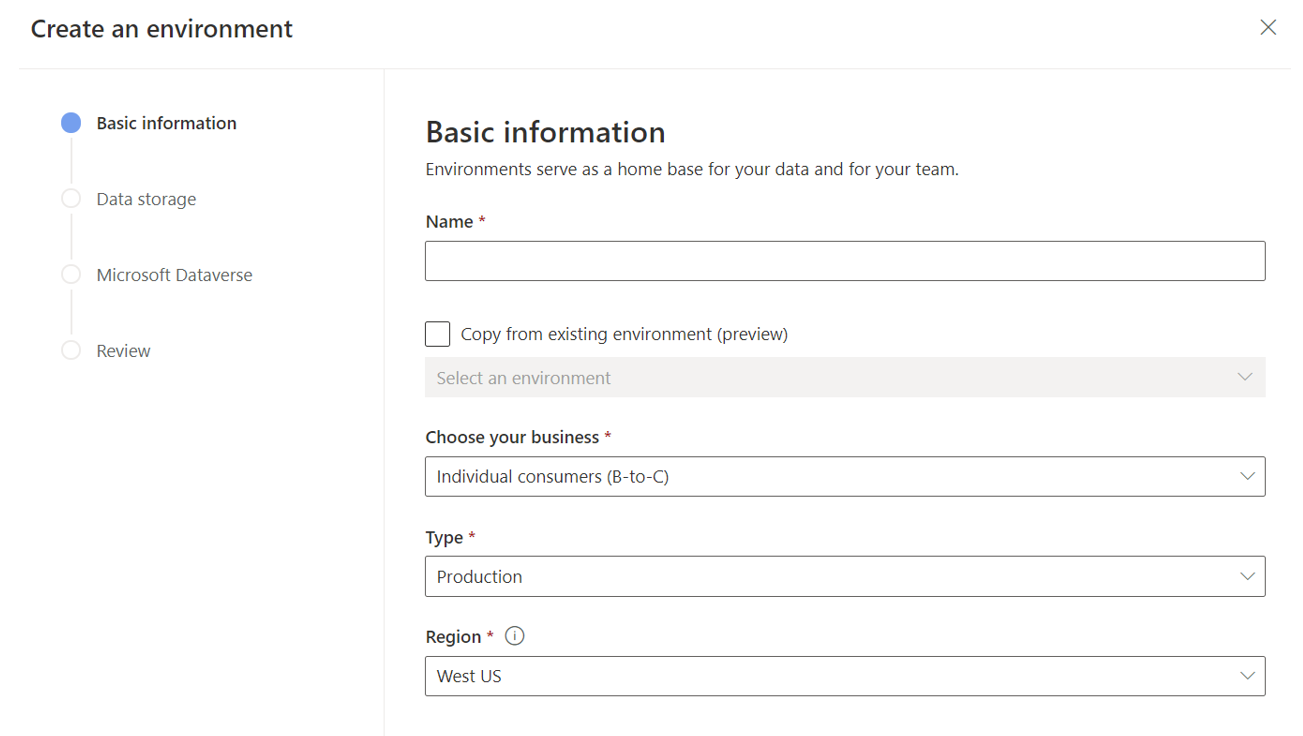 Create an environment
Basic information
Data storage
Microsoft Dataverse
Review
Basic information
Environments serve as a home base for your data and for your team.
Name *
Copy from existing environment (preview)
Select an environment
Choose your business *
Individual consumers (B-to-C)
Type *
Production
Region *
West US